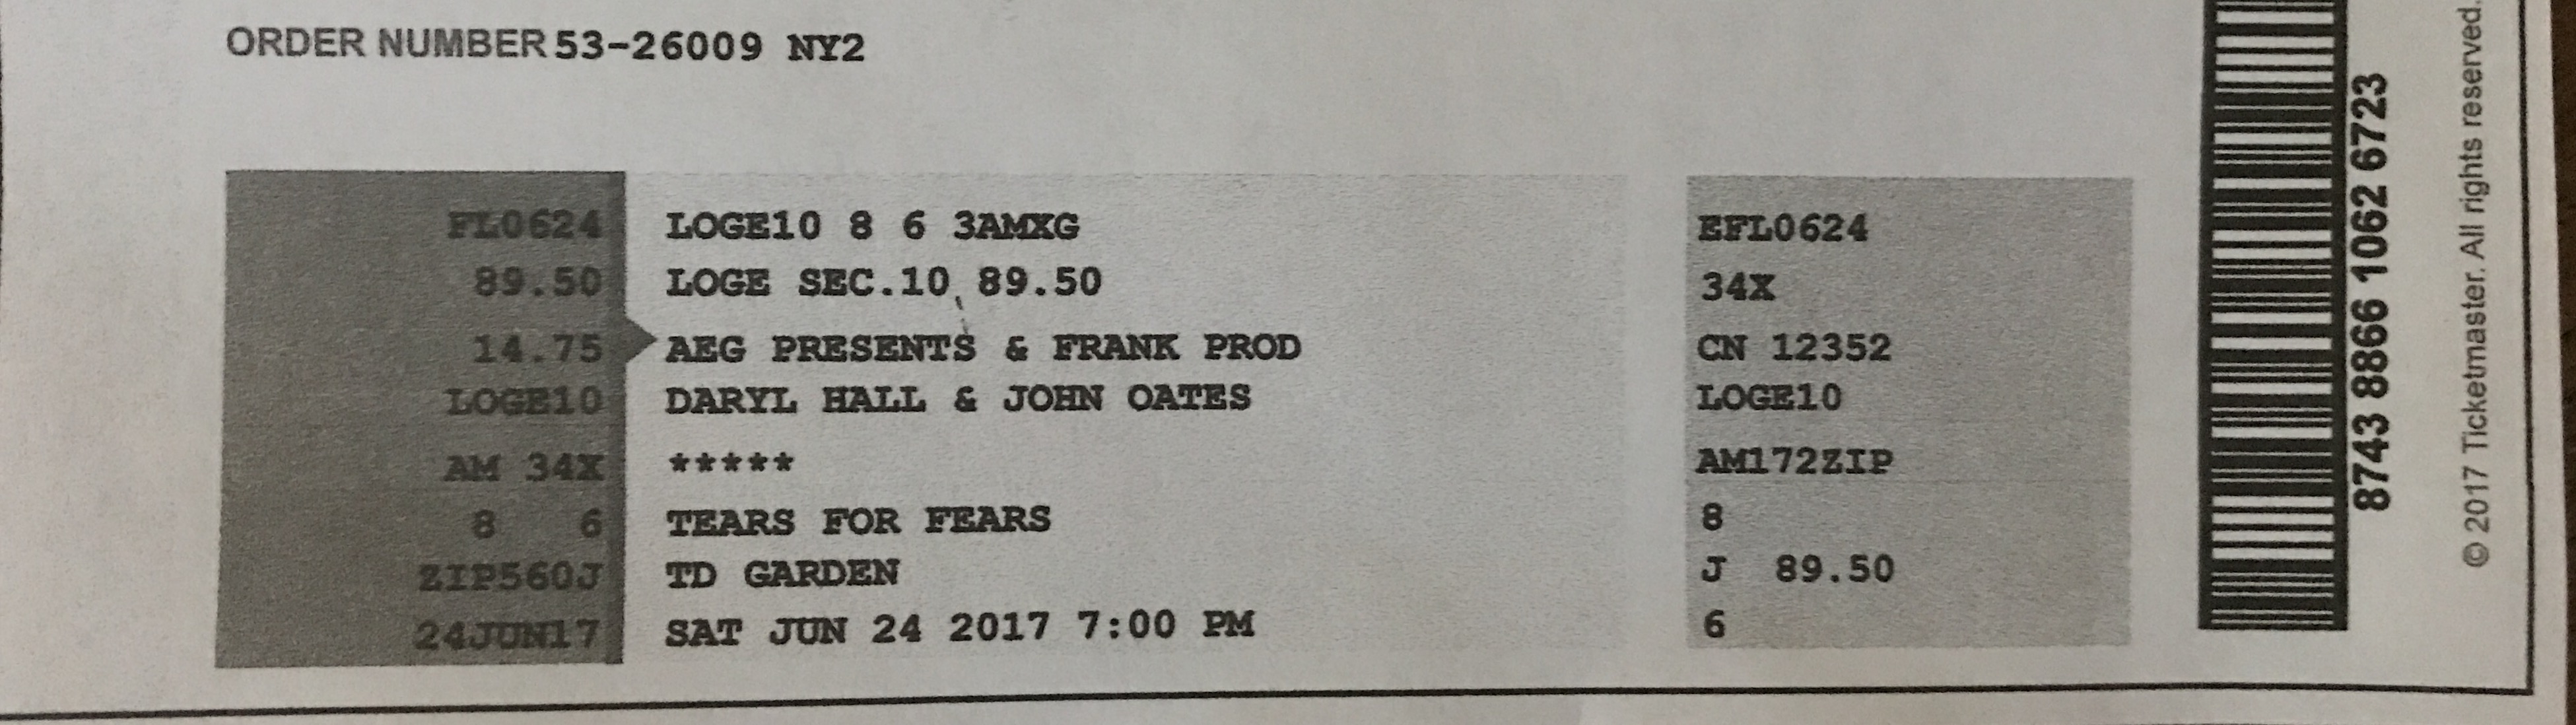 ORDER NUMBER 53-26009 NY2
FL0624
89.50
14.75
LOGE10
AM 34X
8 6
ZIP560J
24JUN17
LOGE10 8 6 3AMXG
LOGE SEC.10 89.50
AEG PRESENTS & FRANK PROD
DARYL HALL & JOHN OATES
*****
TEARS FOR FEARS
TD GARDEN
SAT JUN 24 2017 7:00 PM
EFL0624
34X
CN 12352
LOGE10
AM172ZIP
8
J 89.50
6
8743 8866 1062 6723
© 2017 Ticketmaster. All rights reserved.